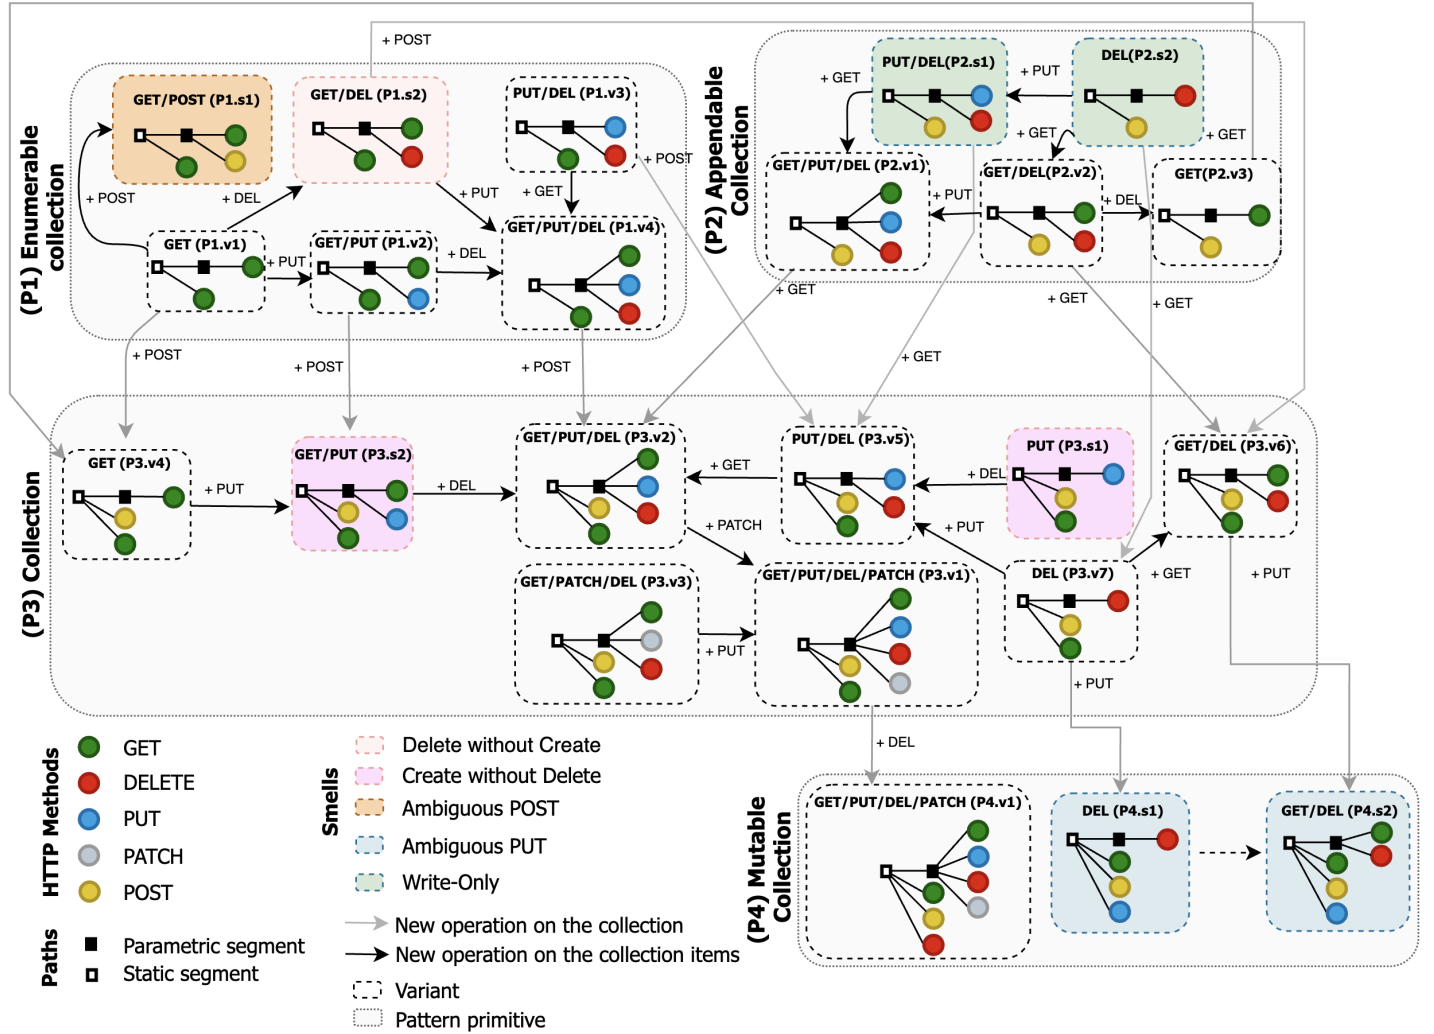 + POST
(P1) Enumerable
collection
GET/POST (P1.s1)
GET/DEL (P1.s2)
PUT/DEL (P1.v3)
+ POST
+ POST
+ DEL
+ PUT
+ GET
GET (P1.v1)
+ PUT
GET/PUT (P1.v2)
+ DEL
GET/PUT/DEL (P1.v4)
+ POST
+ POST
+ POST
(P2) Appendable
Collection
PUT/DEL(P2.s1)
DEL(P2.s2)
+ PUT
+ GET
+ GET
+ GET
GET/PUT/DEL (P2.v1)
+ PUT
GET/DEL(P2.v2)
+ DEL
GET(P2.v3)
+ GET
+ GET
+ GET
+ GET
(P3) Collection
GET (P3.v4)
+ PUT
GET/PUT (P3.s2)
+ DEL
GET/PUT/DEL (P3.v2)
+ GET
PUT/DEL (P3.v5)
+ DEL
PUT (P3.s1)
GET/DEL (P3.v6)
+ PATCH
+ PUT
GET/PATCH/DEL (P3.v3)
+ PUT
GET/PUT/DEL/PATCH (P3.v1)
DEL (P3.v7)
+ GET
+ PUT
+ PUT
+ DEL
(P4) Mutable
Collection
GET/PUT/DEL/PATCH (P4.v1)
DEL (P4.s1)
GET/DEL (P4.s2)
HTTP Methods
GET
DELETE
PUT
PATCH
POST
Paths
Parametric segment
Static segment
Smells
Delete without Create
Create without Delete
Ambiguous POST
Ambiguous PUT
Write-Only
New operation on the collection
New operation on the collection items
Variant
Pattern primitive